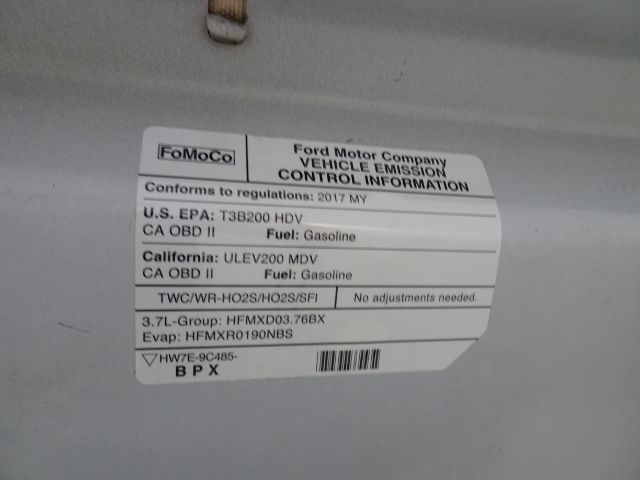 FoMoCo
Ford Motor Company
VEHICLE EMISSION
CONTROL INFORMATION
Conforms to regulations: 2017 MY
U.S. EPA: T3B200 HDV
CA OBD II Fuel: Gasoline
California: ULEV200 MDV
CA OBD II Fuel: Gasoline
TWC/WR-HO2S/HO2S/SFI No adjustments needed.
3.7L-Group: HFMXD03.76BX
Evap: HFMXR0190NBS
HW7E-9C485-
BPX